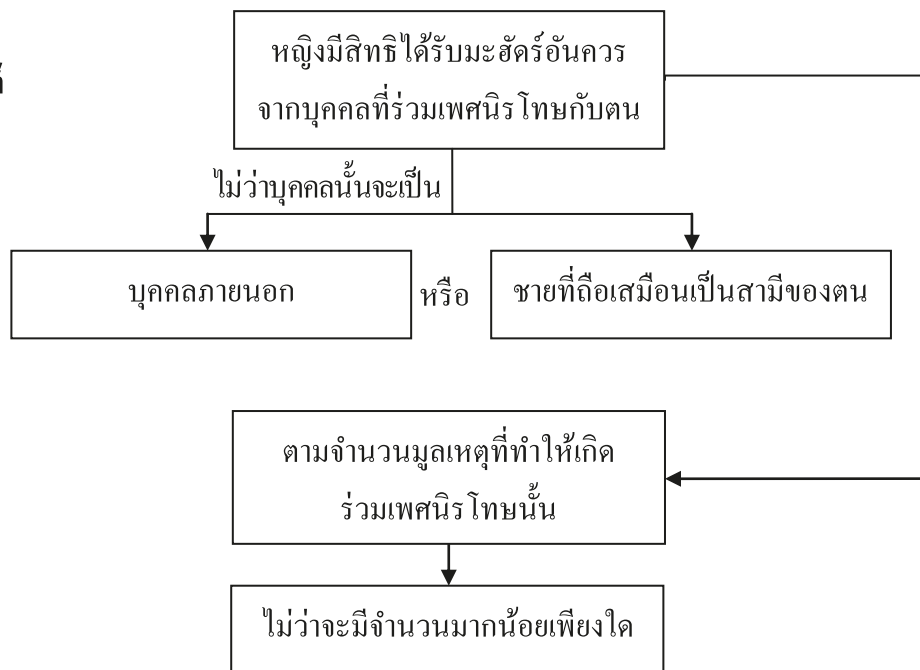 หญิงมีสิทธิได้รับมะฮัดร์อันควร
จากบุคคลที่ร่วมเพศนิรโทษกับตน
ไม่ว่าบุคคลนั้นจะเป็น
บุคคลภายนอก
หรือ
ชายที่ถือเสมือนเป็นสามีของตน
ตามจำนวนมูลเหตุที่ทำให้เกิด
ร่วมเพศนิรโทษนั้น
ไม่ว่าจะมีจำนวนมากน้อยเพียงใด